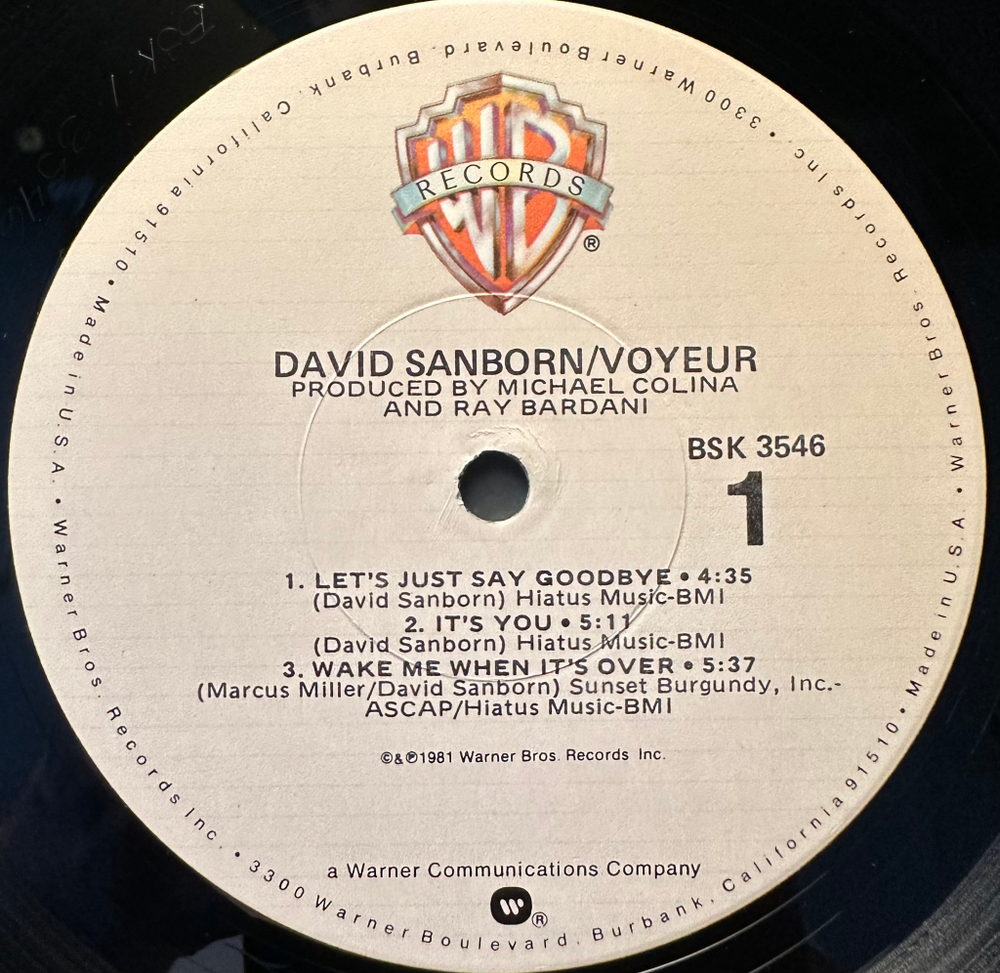 WB
RECORDS
®
DAVID SANBORN/VOYEUR
PRODUCED BY MICHAEL COLINA
AND RAY BARDANI
BSK 3546
1
1. LET'S JUST SAY GOODBYE • 4:35
(David Sanborn) Hiatus Music-BMI
2. IT'S YOU • 5:11
(David Sanborn) Hiatus Music-BMI
3. WAKE ME WHEN IT'S OVER • 5:37
(Marcus Miller/David Sanborn) Sunset Burgundy, Inc.-
ASCAP/Hiatus Music-BMI
©&℗1981 Warner Bros. Records Inc.
a Warner Communications Company
W®
Made in U.S.A. • Warner Bros. Records Inc. • 3300 Warner Boulevard. Burbank, California 91510 • Made in U.S.A. • Warner Bros. Records Inc. • 3300 Warner Boulevard. Burbank, California 91510 •